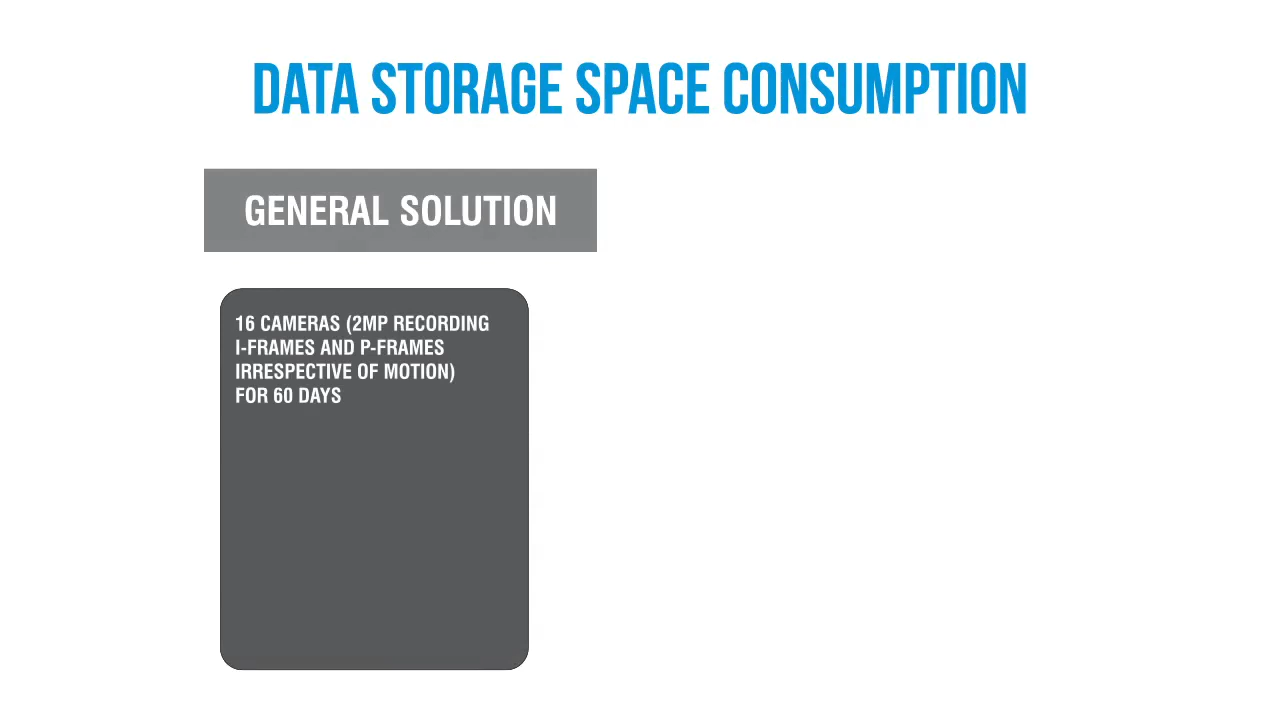 DATA STORAGE SPACE CONSUMPTION
GENERAL SOLUTION
16 CAMERAS (2MP RECORDING
I-FRAMES AND P-FRAMES
IRRESPECTIVE OF MOTION)
FOR 60 DAYS